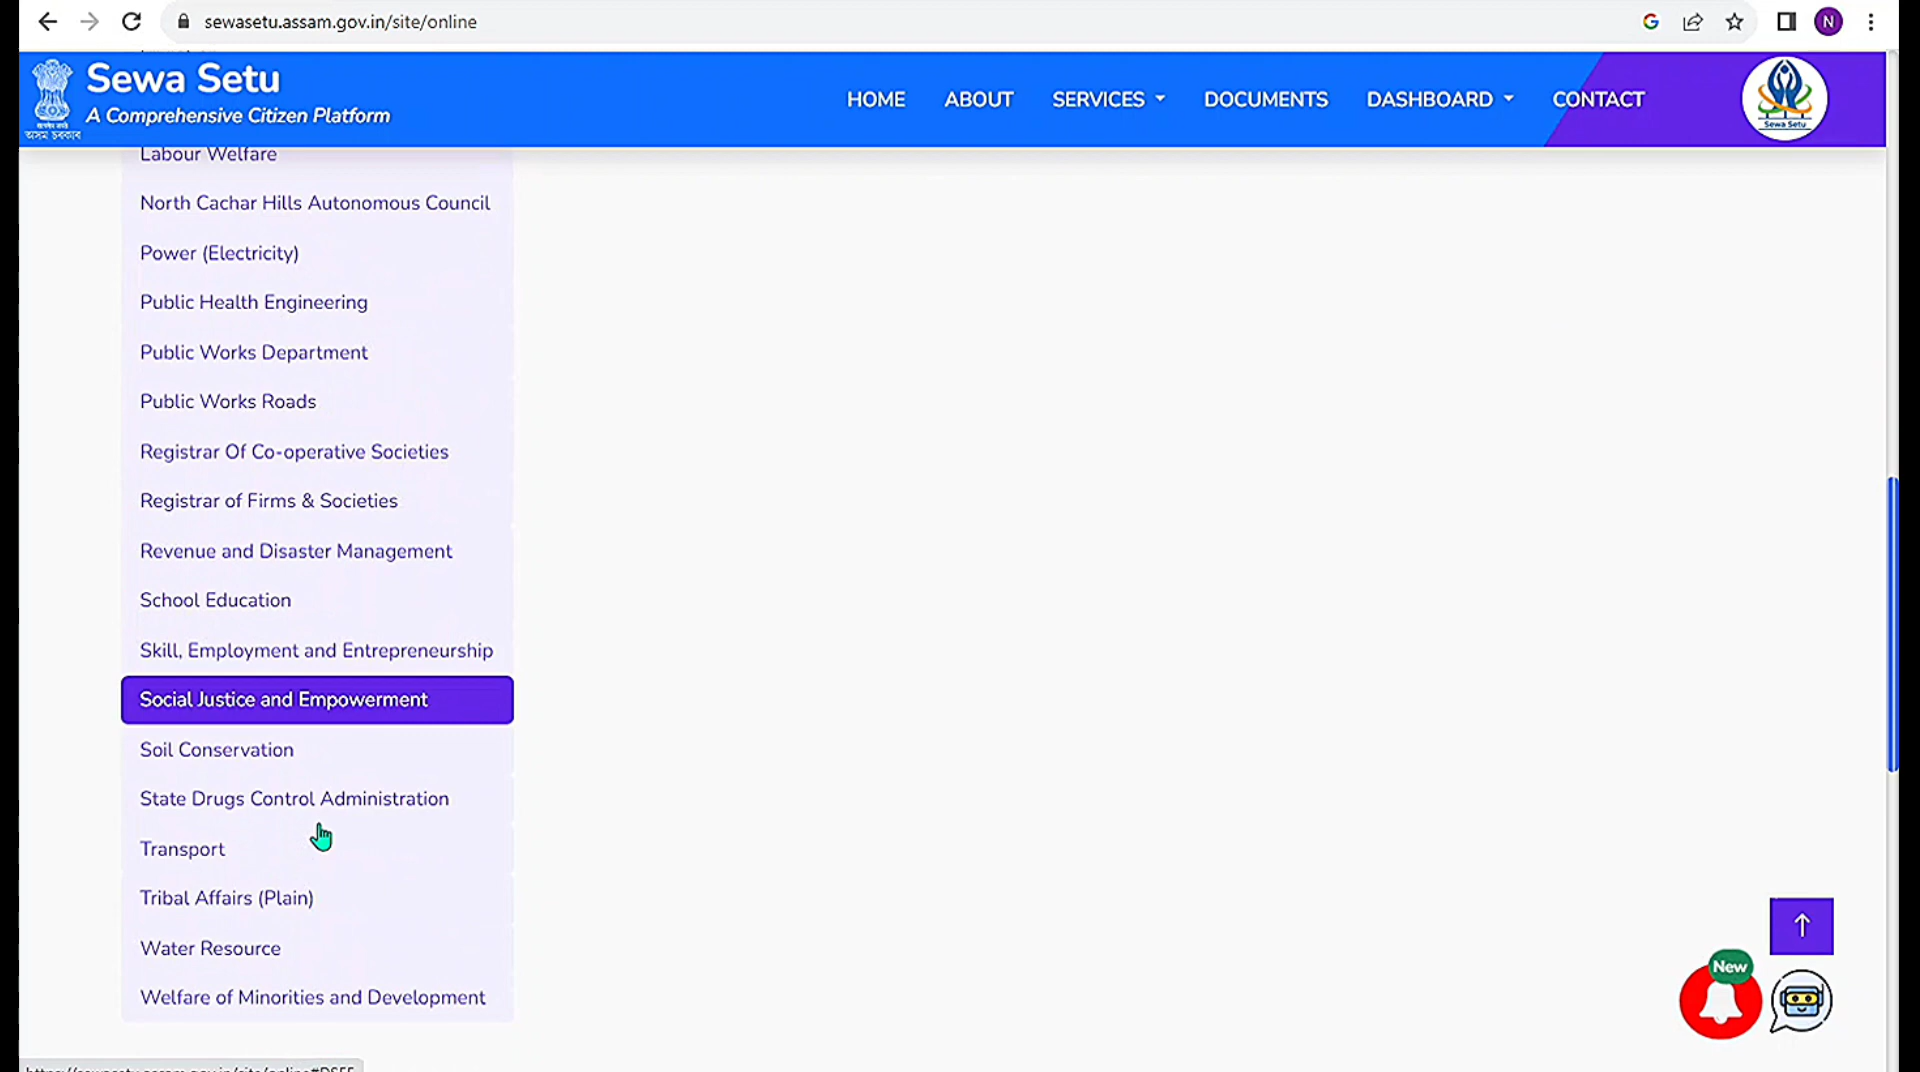 sewasetu.assam.gov.in/site/online
N
Sewa Setu
A Comprehensive Citizen Platform
অসম চৰকাৰ
HOME ABOUT SERVICES DOCUMENTS DASHBOARD CONTACT
Sewa Setu
Labour Welfare
North Cachar Hills Autonomous Council
Power (Electricity)
Public Health Engineering
Public Works Department
Public Works Roads
Registrar Of Co-operative Societies
Registrar of Firms & Societies
Revenue and Disaster Management
School Education
Skill, Employment and Entrepreneurship
Social Justice and Empowerment
Soil Conservation
State Drugs Control Administration
Transport
Tribal Affairs (Plain)
Water Resource
Welfare of Minorities and Development
New